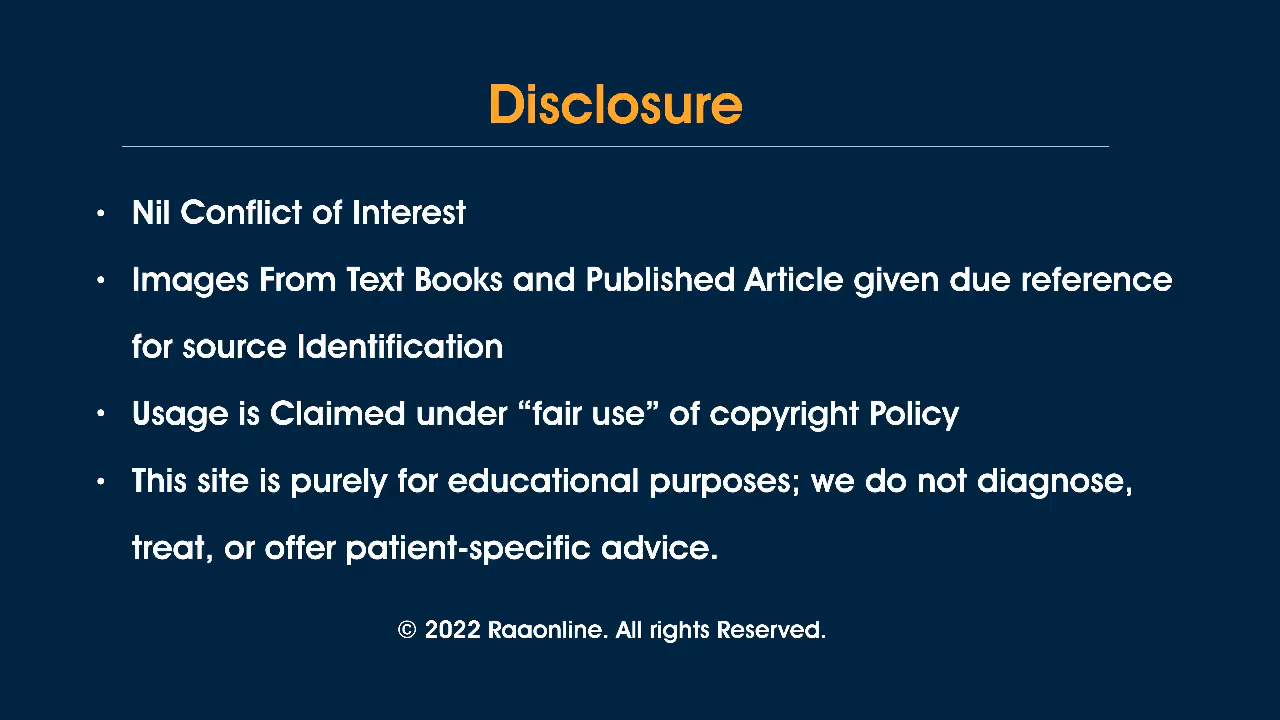 Disclosure
• Nil Conflict of Interest
• Images From Text Books and Published Article given due reference
for source Identification
• Usage is Claimed under “fair use” of copyright Policy
• This site is purely for educational purposes; we do not diagnose,
treat, or offer patient-specific advice.
© 2022 Raaonline. All rights Reserved.